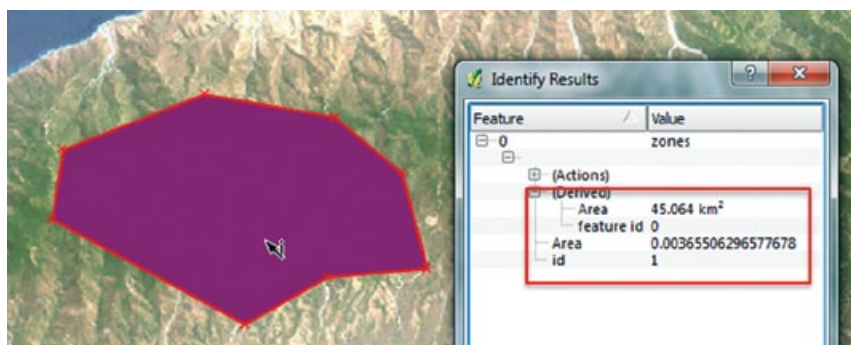 Identify Results
Feature Value
0 zones
(Actions)
(Derived)
Area 45.064 km²
feature id 0
Area 0.00365506296577678
id 1